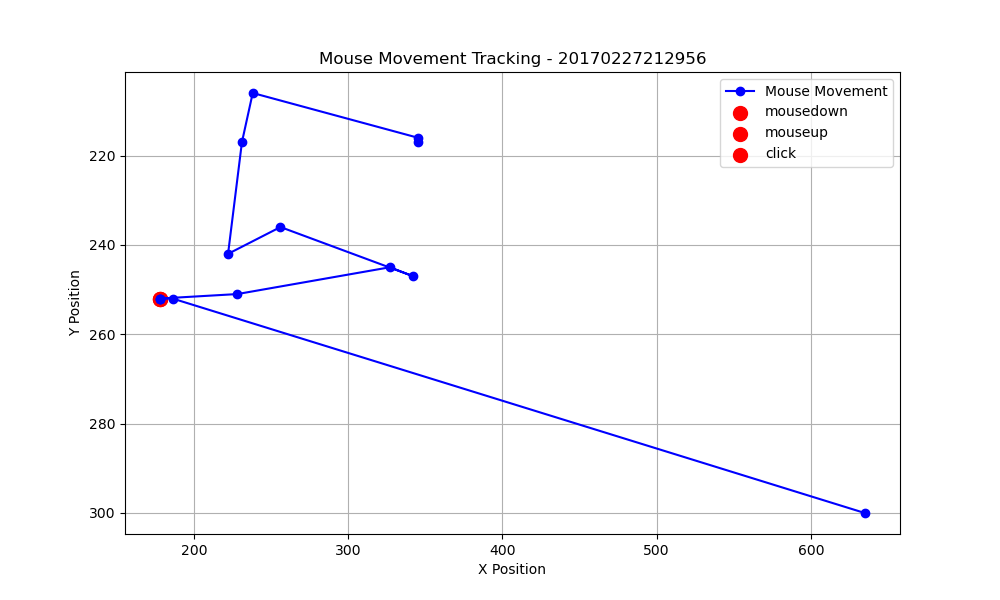 Mouse Movement Tracking - 20170227212956
Mouse Movement
mousedown
mouseup
click
220
240
260
280
300
Y Position
200
300
400
500
600
X Position